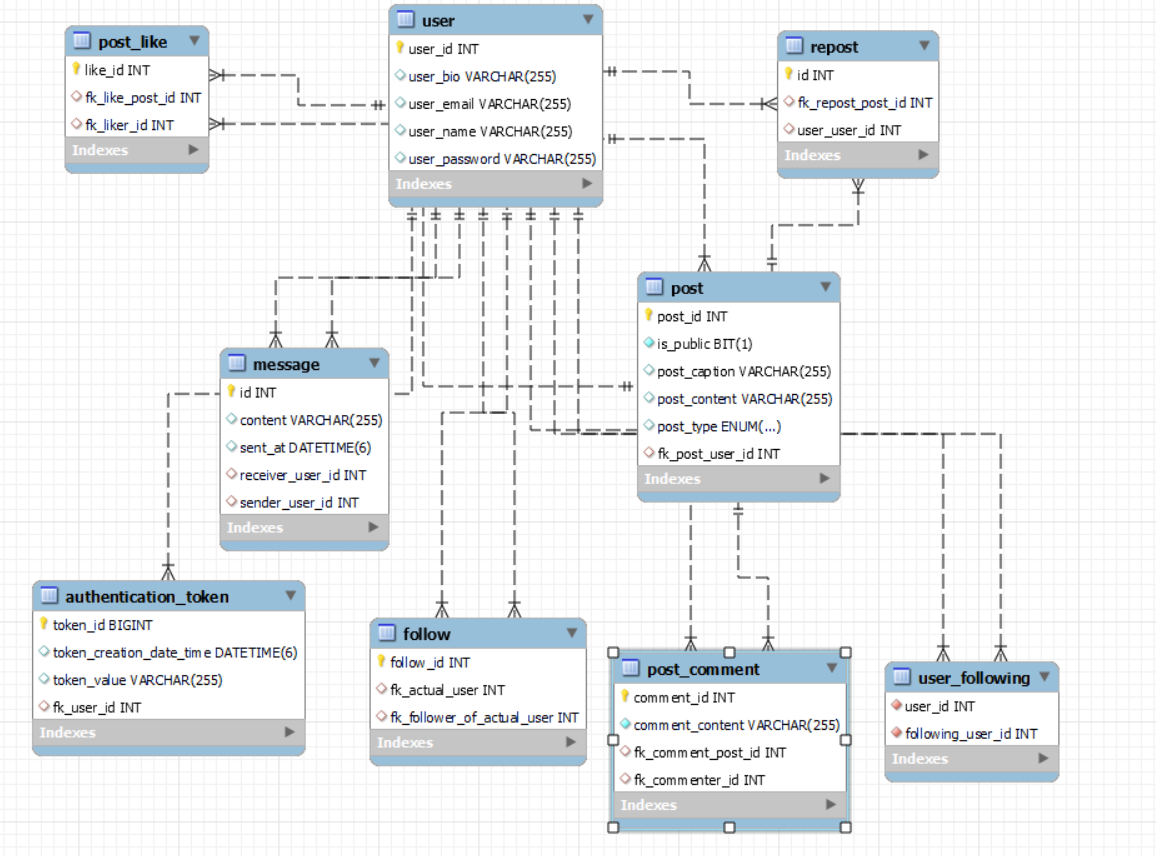 post_like
like_id INT
fk_like_post_id INT
fk_liker_id INT
Indexes
user
user_id INT
user_bio VARCHAR(255)
user_email VARCHAR(255)
user_name VARCHAR(255)
user_password VARCHAR(255)
Indexes
repost
id INT
fk_repost_post_id INT
user_user_id INT
Indexes
post
post_id INT
is_public BIT(1)
post_caption VARCHAR(255)
post_content VARCHAR(255)
post_type ENUM(...)
fk_post_user_id INT
Indexes
message
id INT
content VARCHAR(255)
sent_at DATETIME(6)
receiver_user_id INT
sender_user_id INT
Indexes
authentication_token
token_id BIGINT
token_creation_date_time DATETIME(6)
token_value VARCHAR(255)
fk_user_id INT
Indexes
follow
follow_id INT
fk_actual_user INT
fk_follower_of_actual_user INT
Indexes
post_comment
comment_id INT
comment_content VARCHAR(255)
fk_comment_post_id INT
fk_commenter_id INT
Indexes
user_following
user_id INT
following_user_id INT
Indexes